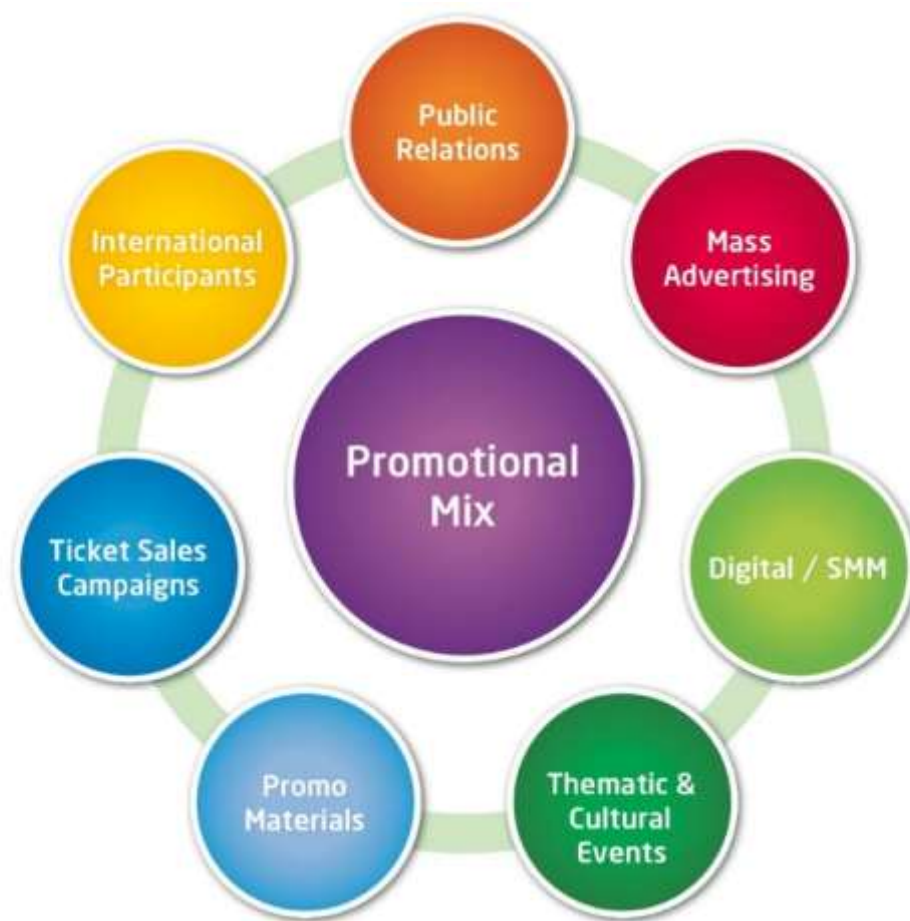 Public
Relations
Mass
Advertising
International
Participants
Promotional
Mix
Ticket Sales
Campaigns
Digital / SMM
Promo
Materials
Thematic &
Cultural
Events